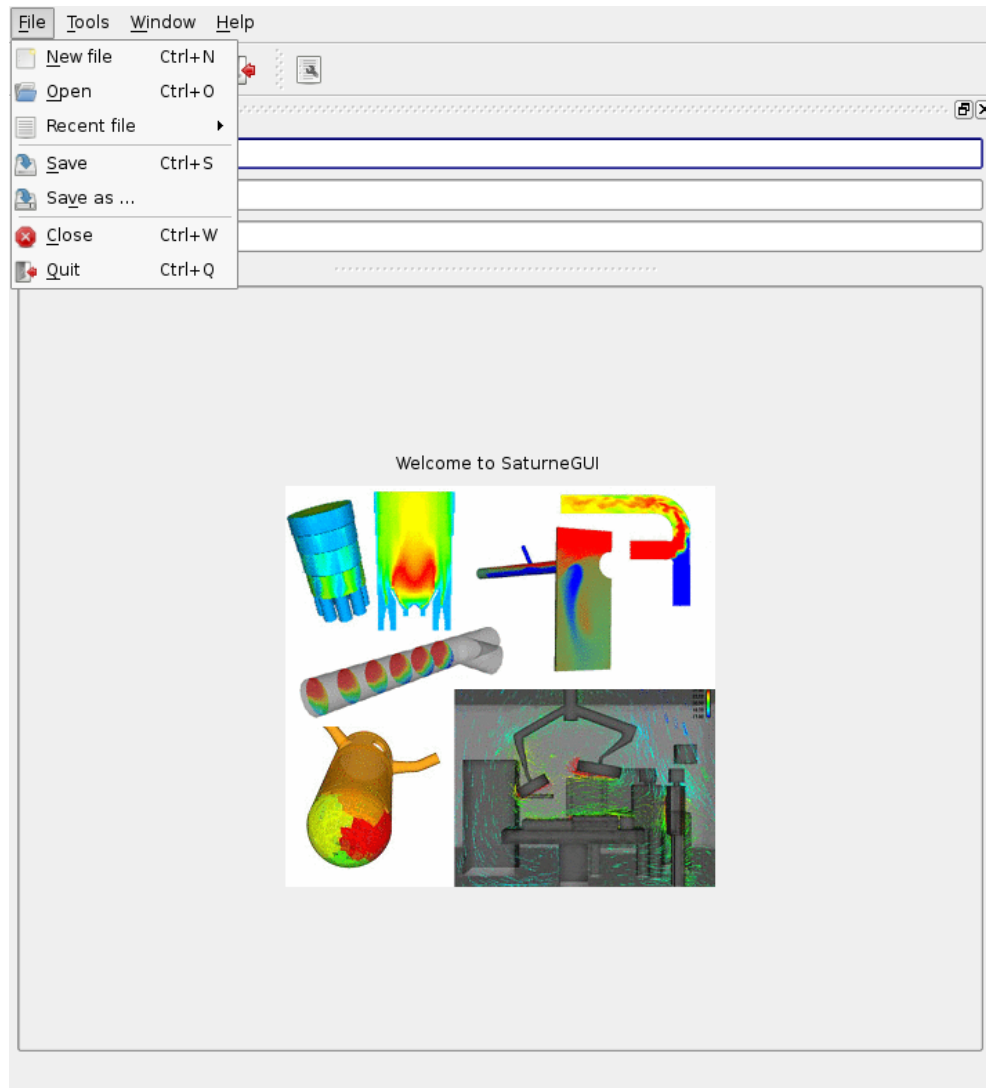 File Tools Window Help
New file Ctrl+N
Open Ctrl+O
Recent file
Save Ctrl+S
Save as ...
Close Ctrl+W
Quit Ctrl+Q
Welcome to SaturneGUI